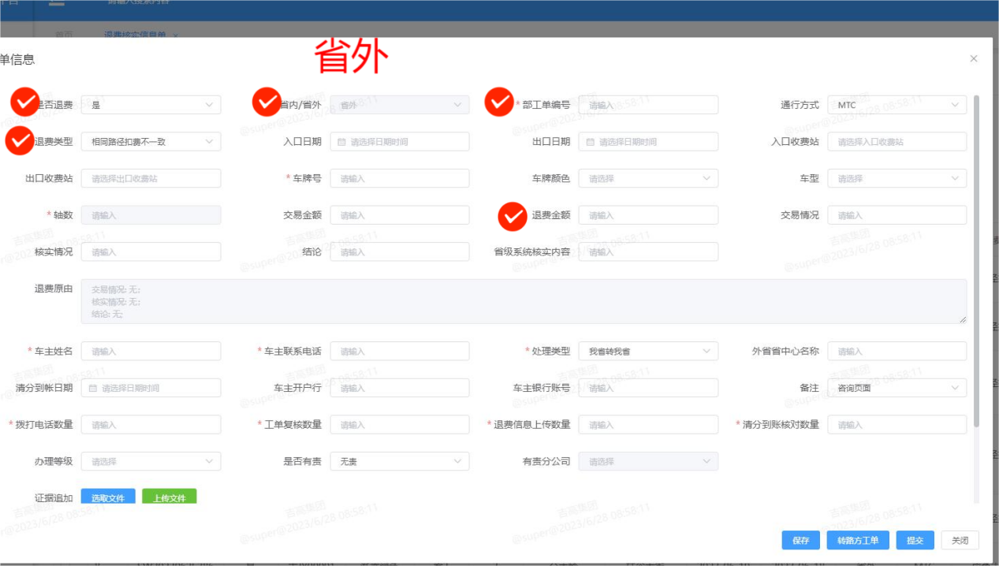 请输入搜索内容
首页 退费核实信息单 ×
省外
单信息
是否退费 是 省内/省外 省外 * 部工单编号 请输入 通行方式 MTC
退费类型 相同路径扣费不一致 入口日期 请选择日期时间 出口日期 请选择日期时间 入口收费站 请选择入口收费站
出口收费站 请选择出口收费站 * 车牌号 请输入 车牌颜色 请选择 车型 请选择
* 轴数 请输入 交易金额 请输入 退费金额 请输入 交易情况 请输入
核实情况 请输入 结论 请输入 省级系统核实内容 请输入
退费原由 交易情况: 无;
核实情况: 无;
结论: 无;
* 车主姓名 请输入 * 车主联系电话 请输入 * 处理类型 我省转我省 外省省中心名称 请输入
清分到帐日期 请选择日期时间 车主开户行 请输入 车主银行账号 请输入 备注 咨询页面
* 拨打电话数量 请输入 * 工单复核数量 请输入 * 退费信息上传数量 请输入 * 清分到账核对数量 请输入
办理等级 请选择 是否有责 无责 有责分公司 请选择
证据追加 选取文件 上传文件
吉高集团
@super@2023/6/28 08:58:11
保存 转路方工单 提交 关闭